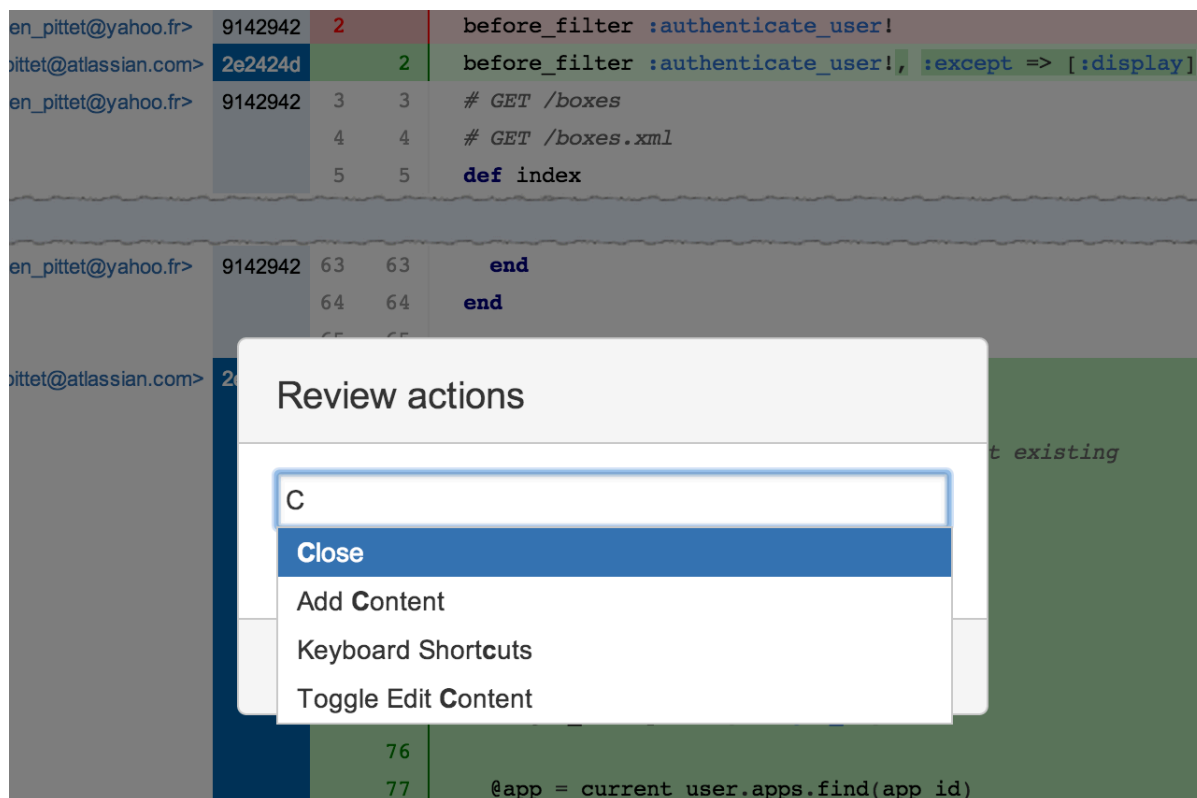 en_pittet@yahoo.fr> 9142942 2 before_filter :authenticate_user!
pittet@atlassian.com> 2e2424d 2 before_filter :authenticate_user!, :except => [:display]
en_pittet@yahoo.fr> 9142942 3 3 # GET /boxes
4 4 # GET /boxes.xml
5 5 def index
en_pittet@yahoo.fr> 9142942 63 63 end
64 64 end
65 65
pittet@atlassian.com> 2e
Review actions
t existing
C
Close
Add Content
Keyboard Shortcuts
Toggle Edit Content
76
77 @app = current_user.apps.find(app_id)